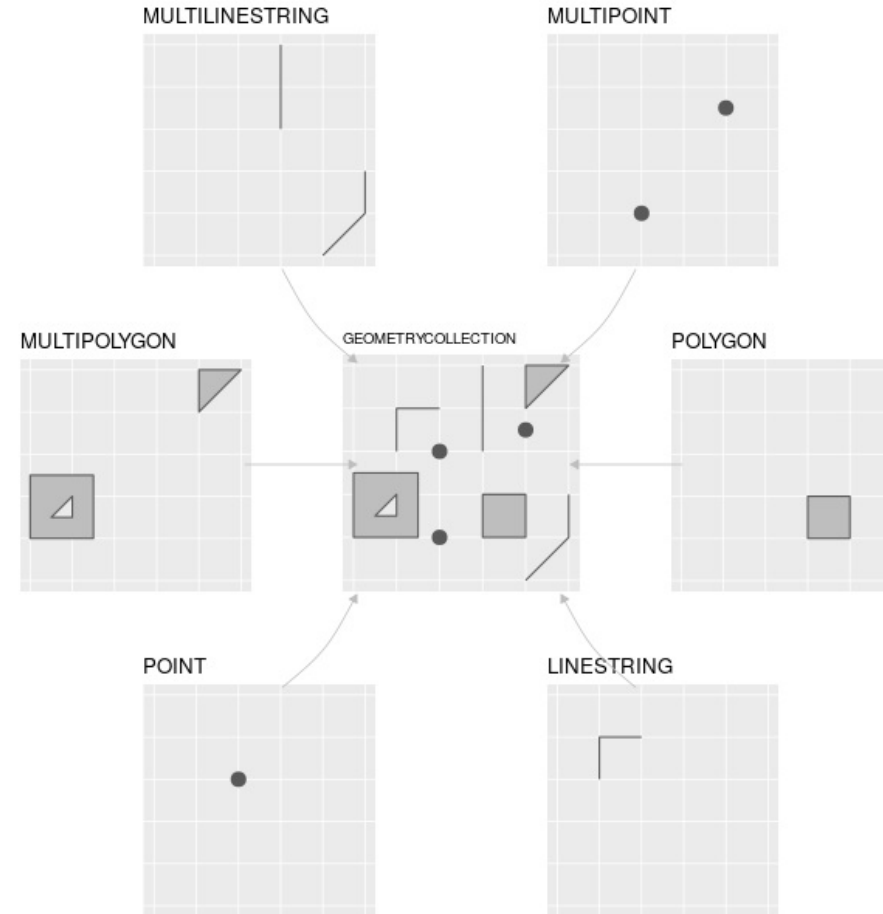 MULTILINESTRING
MULTIPOINT
MULTIPOLYGON
GEOMETRYCOLLECTION
POLYGON
POINT
LINESTRING